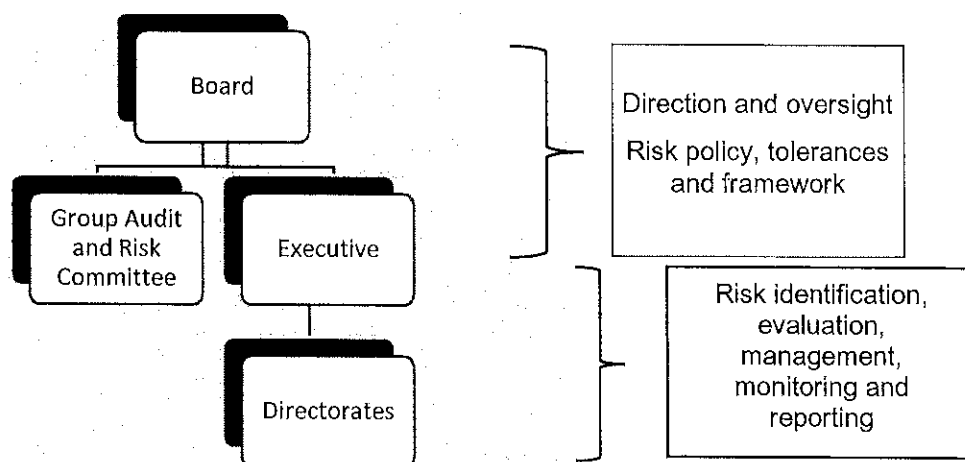 Board
Direction and oversight
Risk policy, tolerances
and framework
Group Audit
and Risk
Committee
Executive
Risk identification,
evaluation,
management,
monitoring and
reporting
Directorates